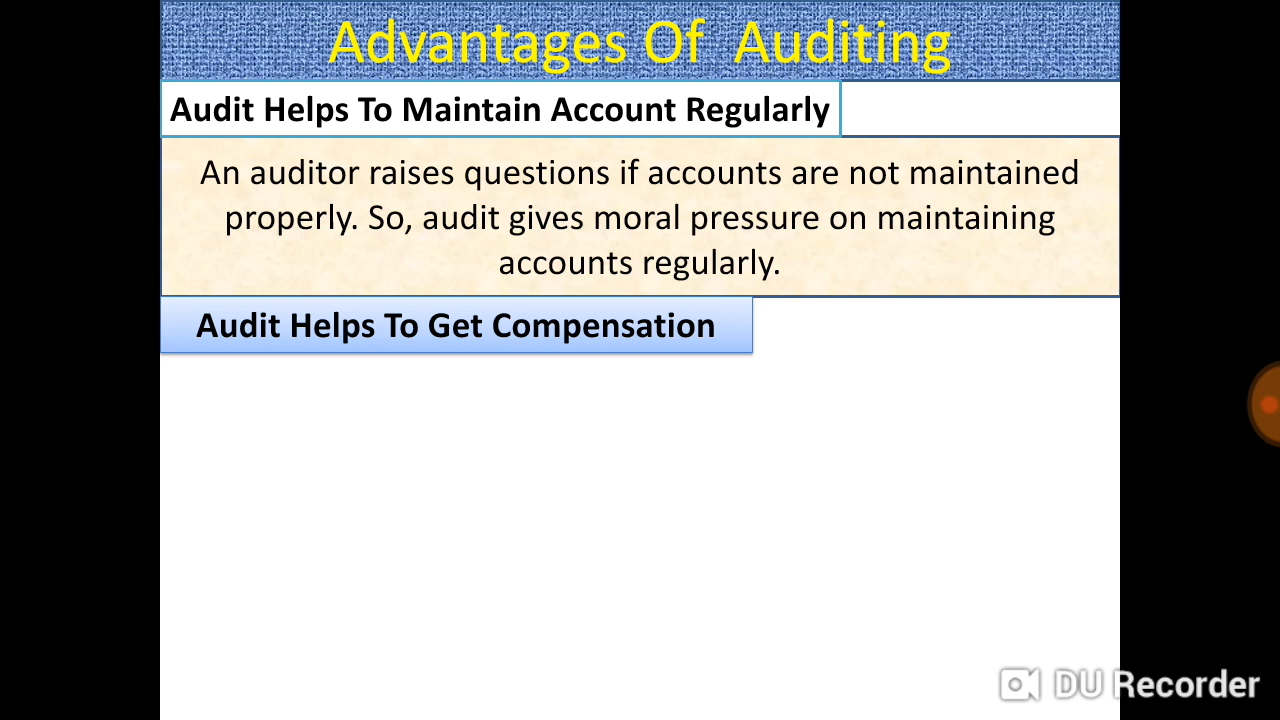 Advantages Of Auditing
Audit Helps To Maintain Account Regularly
An auditor raises questions if accounts are not maintained
properly. So, audit gives moral pressure on maintaining
accounts regularly.
Audit Helps To Get Compensation
DU Recorder